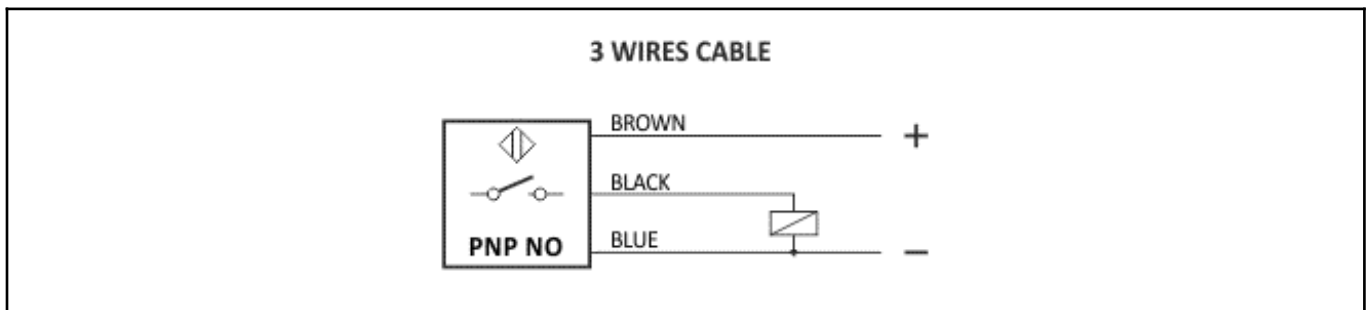 3 WIRES CABLE
BROWN
+
BLACK
PNP NO
BLUE
−